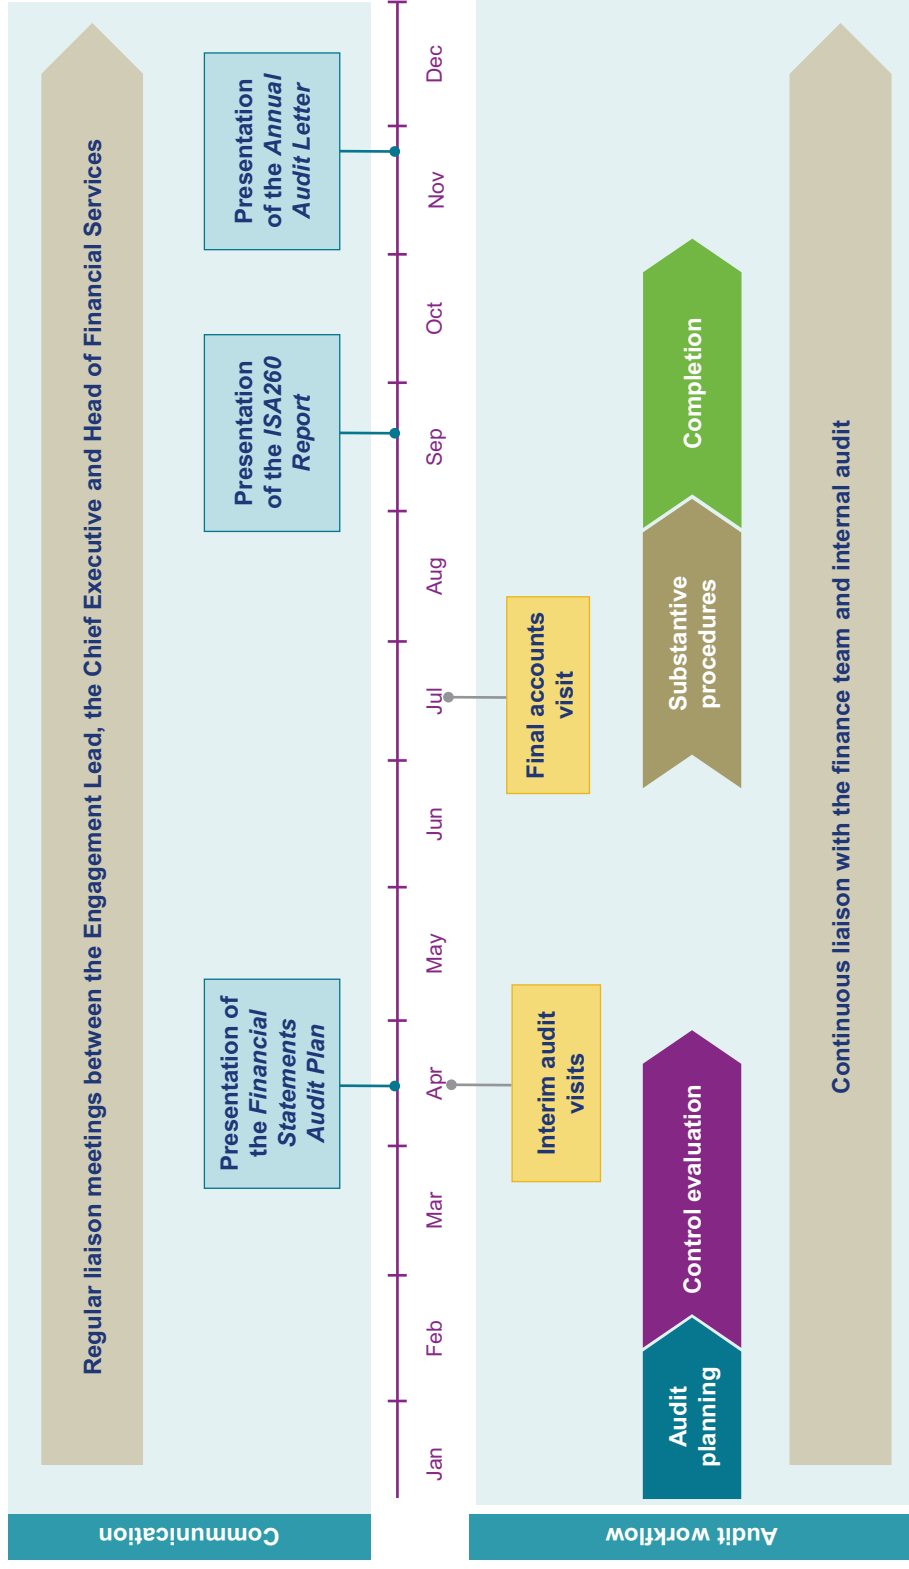 Communication
Regular liaison meetings between the Engagement Lead, the Chief Executive and Head of Financial Services
Presentation of
the Financial
Statements
Audit Plan
Presentation
of the ISA260
Report
Presentation
of the Annual
Audit Letter
Jan
Feb
Mar
Apr
May
Jun
Jul
Aug
Sep
Oct
Nov
Dec
Audit workflow
Interim audit
visits
Final accounts
visit
Audit
planning
Control evaluation
Substantive
procedures
Completion
Continuous liaison with the finance team and internal audit